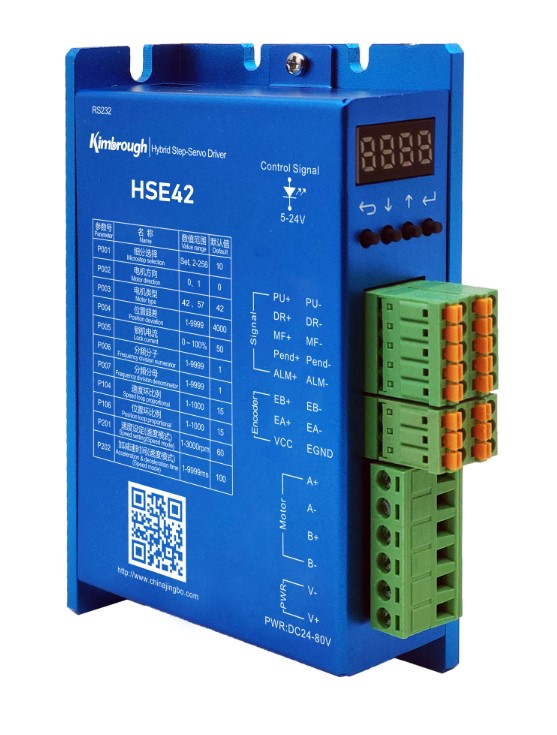 RS232
Kimbrough | Hybrid Step-Servo Driver
HSE42
参数号 Parameter 名 称 Name 数值范围 Value range 默认值 Default
P001 细分选择 Microstep selection Set, 2-256 10
P002 电机方向 Motor direction 0, 1 0
P003 电机类型 Motor type 42, 57 42
P004 位置超差 Position deviation 1-9999 4000
P005 锁机电流 Lock current 0~100% 50
P006 分频分子 Frequency division numerator 1-9999 1
P007 分频分母 Frequency division denominator 1-9999 1
P104 速度环比例 Speed loop proportional 1-1000 15
P106 位置环比例 Position loop proportional 1-1000 15
P201 速度设定(速度模式) Speed setting(Speed mode) 1-3000rpm 60
P202 加减速时间(速度模式) Acceleration & deceleration time (Speed mode) 1-9999ms 100
http://www.chinajingbo.com
Control Signal
5-24V
8888
Signal
PU+ PU-
DR+ DR-
MF+ MF-
Pend+ Pend-
ALM+ ALM-
Encoder
EB+ EB-
EA+ EA-
VCC EGND
Motor
A+
A-
B+
B-
PWR
V-
V+
PWR:DC24-80V